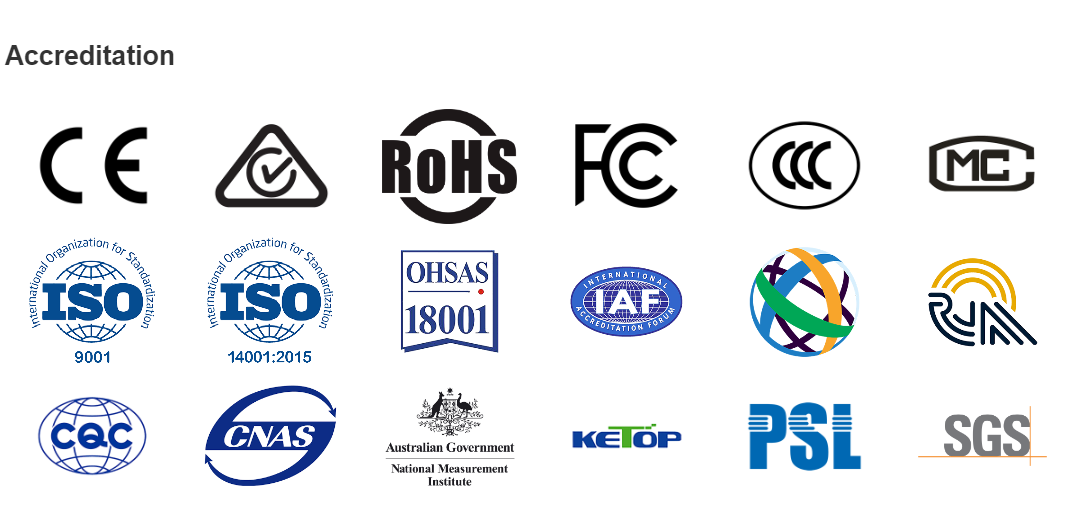 Accreditation
CE
RoHS
FC
CCC
MC
International Organization for Standardization
ISO
9001
International Organization for Standardization
ISO
14001:2015
OHSAS
18001
INTERNATIONAL
IAF
ACCREDITATION FORUM
CQC
CNAS
Australian Government
National Measurement
Institute
KETOP
PSL
SGS